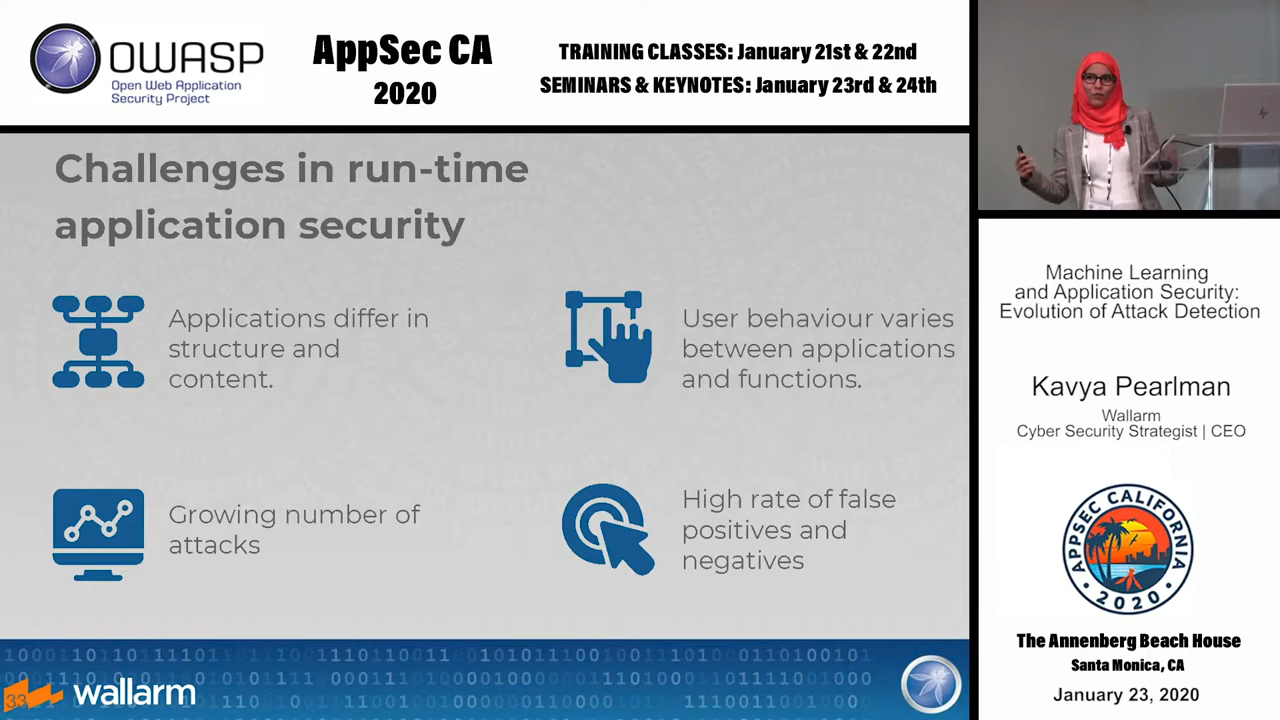 OWASP
Open Web Application
Security Project
AppSec CA
2020
TRAINING CLASSES: January 21st & 22nd
SEMINARS & KEYNOTES: January 23rd & 24th
Challenges in run-time
application security
Applications differ in
structure and
content.
User behaviour varies
between applications
and functions.
Growing number of
attacks
High rate of false
positives and
negatives
33
wallarm
Machine Learning
and Application Security:
Evolution of Attack Detection
Kavya Pearlman
Wallarm
Cyber Security Strategist | CEO
APPSEC CALIFORNIA
2020
The Annenberg Beach House
Santa Monica, CA
January 23, 2020